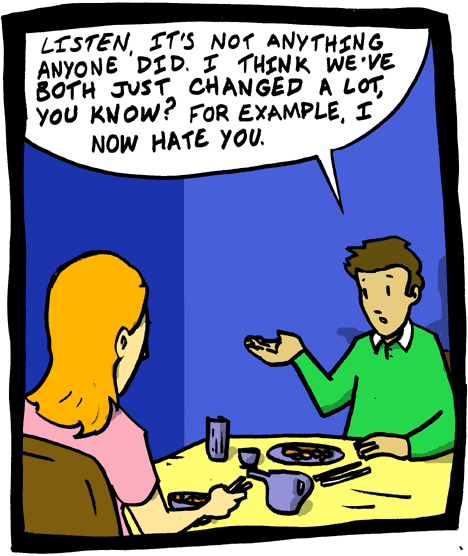 LISTEN, IT'S NOT ANYTHING
ANYONE DID. I THINK WE'VE
BOTH JUST CHANGED A LOT,
YOU KNOW? FOR EXAMPLE, I
NOW HATE YOU.